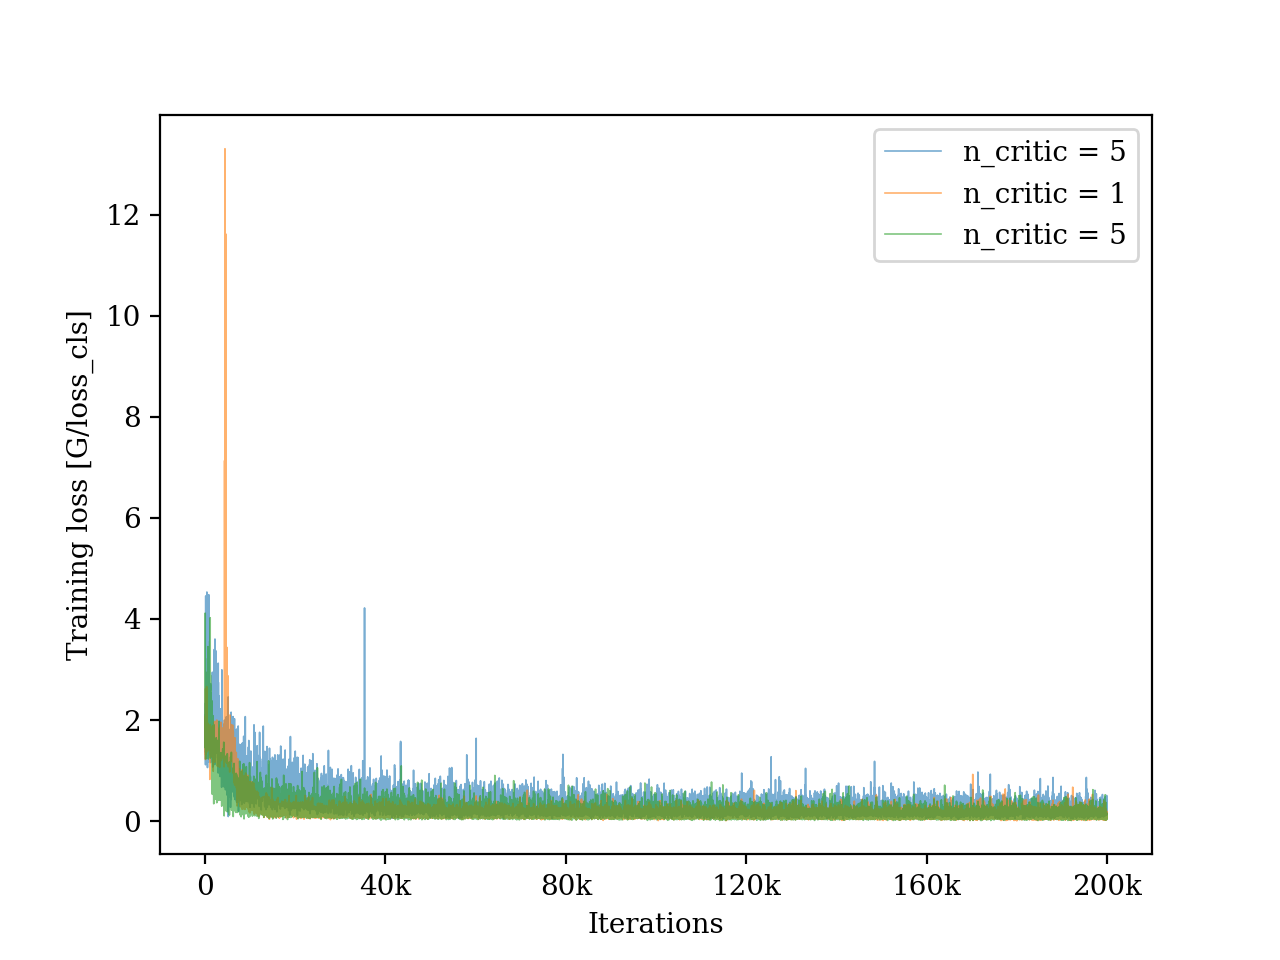 n_critic = 5
n_critic = 1
n_critic = 5
12
10
8
6
4
2
0
Training loss [G/loss_cls]
0 40k 80k 120k 160k 200k
Iterations